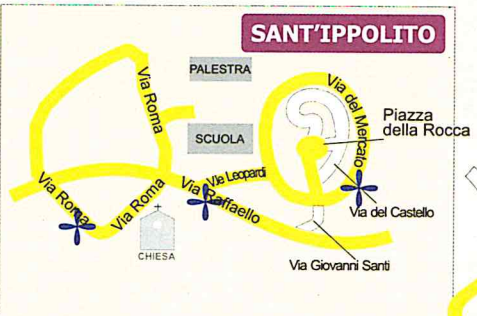 SANT'IPPOLITO
PALESTRA
Via Roma
Via del Mercato
Piazza
della Rocca
SCUOLA
V.le Leopardi
Via Roma
Via Roma
Via Raffaello
Via del Castello
CHIESA
Via Giovanni Santi